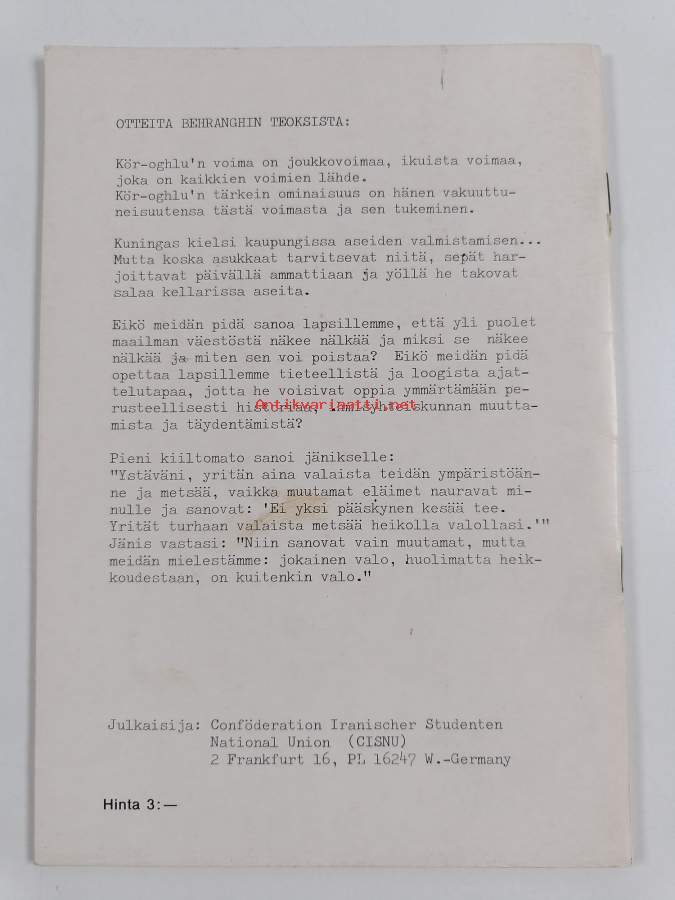 OTTEITA BEHRANGHIN TEOKSISTA:
Kör-oghlu'n voima on joukkovoimaa, ikuista voimaa,
joka on kaikkien voimien lähde.
Kör-oghlu'n tärkein ominaisuus on hänen vakuuttu-
neisuutensa tästä voimasta ja sen tukeminen.
Kuningas kielsi kaupungissa aseiden valmistamisen...
Mutta koska asukkaat tarvitsevat niitä, sepät har-
joittavat päivällä ammattiaan ja yöllä he takovat
salaa kellarissa aseita.
Eikö meidän pidä sanoa lapsillemme, että yli puolet
maailman väestöstä näkee nälkää ja miksi se näkee
nälkää ja miten sen voi poistaa? Eikö meidän pidä
opettaa lapsillemme tieteellistä ja loogista ajat-
telutapaa, jotta he voisivat oppia ymmärtämään pe-
rusteellisesti muutta-
Antikvariaatti.net
mista ja täydentämistä?
Pieni kiiltomato sanoi jänikselle:
"Ystäväni, yritän aina valaista teidän ympäristöän-
ne ja metsää, vaikka muutamat eläimet nauravat mi-
nulle ja sanovat: 'Ei yksi pääskynen kesää tee.
Yrität turhaan valaista metsää heikolla valollasi.'"
Jänis vastasi: "Niin sanovat vain muutamat, mutta
meidän mielestämme: jokainen valo, huolimatta heik-
koudestaan, on kuitenkin valo."
Julkaisija: Conföderation Iranischer Studenten
National Union (CISNU)
2 Frankfurt 16, PL 16247 W.-Germany
Hinta 3:—